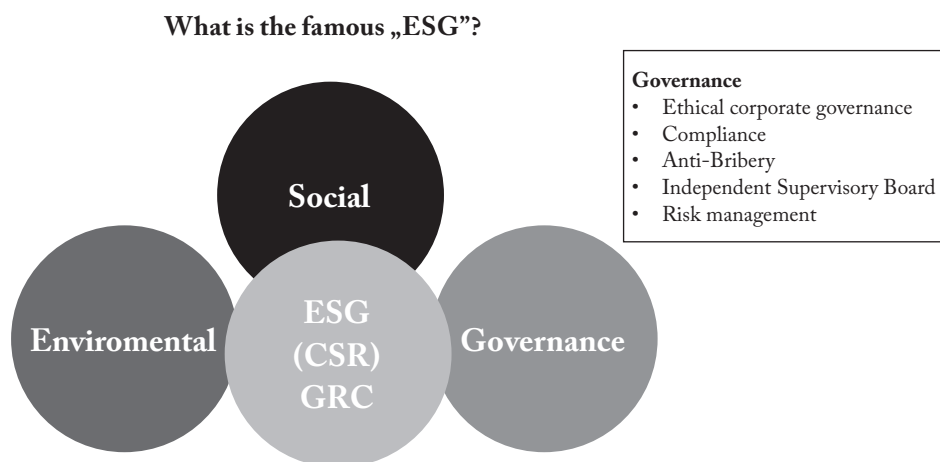 What is the famous „ESG”?
Governance
• Ethical corporate governance
• Compliance
• Anti-Bribery
• Independent Supervisory Board
• Risk management
Social
Enviromental
ESG
(CSR)
GRC
Governance